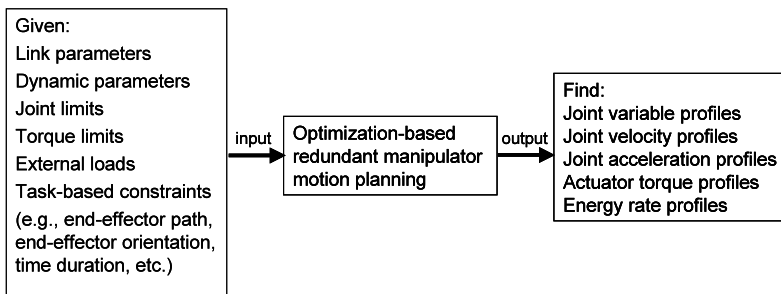 Given:
Link parameters
Dynamic parameters
Joint limits
Torque limits
External loads
Task-based constraints
(e.g., end-effector path,
end-effector orientation,
time duration, etc.)
input
Optimization-based
redundant manipulator
motion planning
output
Find:
Joint variable profiles
Joint velocity profiles
Joint acceleration profiles
Actuator torque profiles
Energy rate profiles